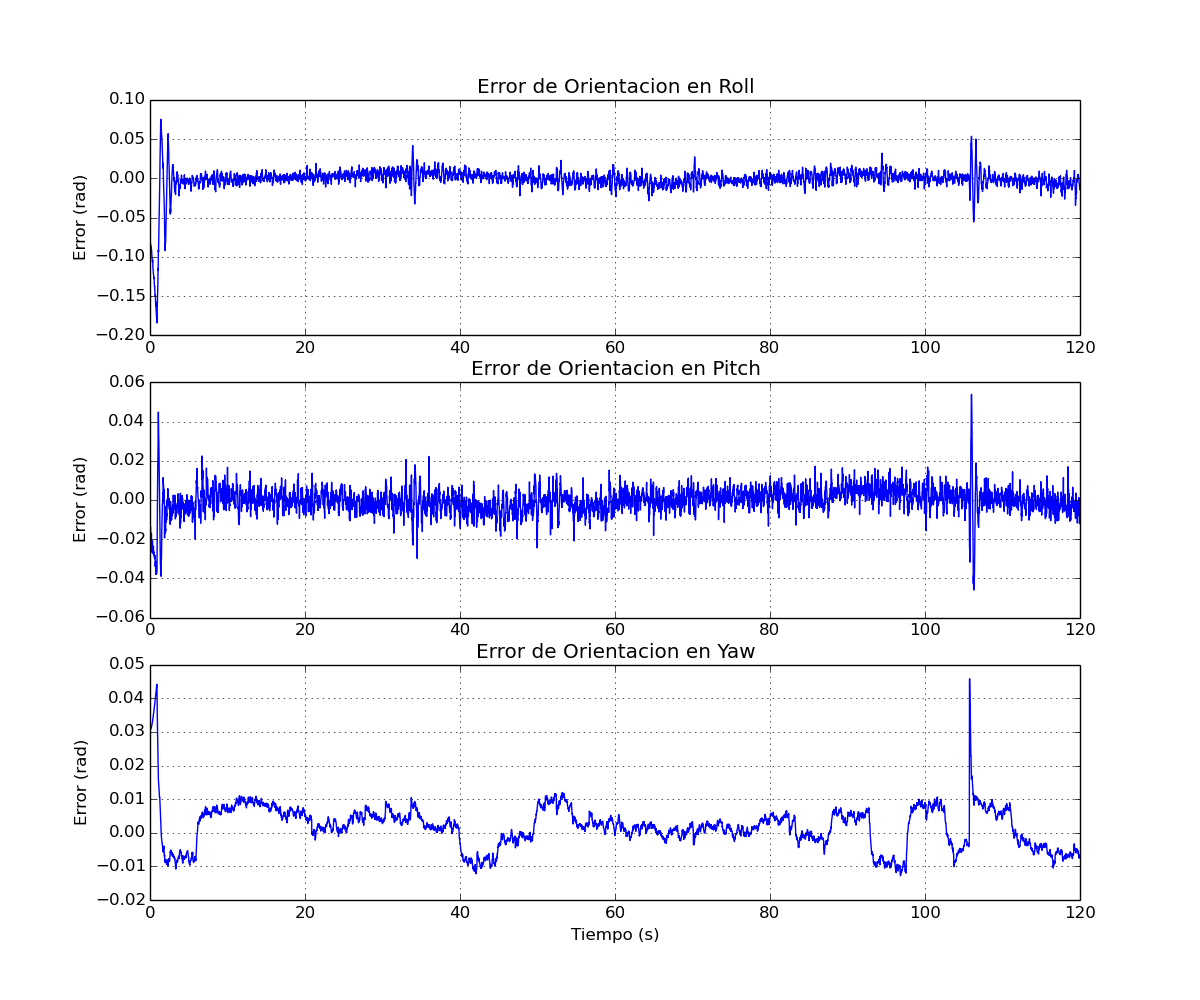 Error de Orientacion en Roll
0.10
0.05
0.00
−0.05
−0.10
−0.15
−0.20
Error (rad)
0 20 40 60 80 100 120
Error de Orientacion en Pitch
0.06
0.04
0.02
0.00
−0.02
−0.04
−0.06
Error (rad)
0 20 40 60 80 100 120
Error de Orientacion en Yaw
0.05
0.04
0.03
0.02
0.01
0.00
−0.01
−0.02
Error (rad)
0 20 40 60 80 100 120
Tiempo (s)